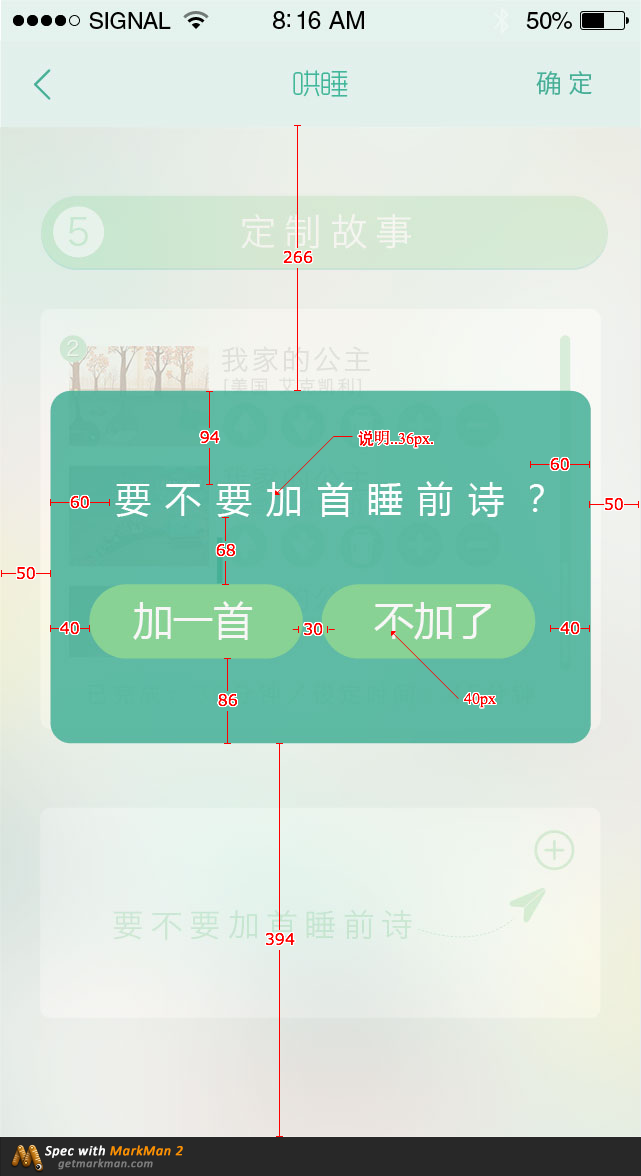 SIGNAL 8:16 AM 50%
哄睡 确定
266
5 定制故事
2 我家的公主
[美国 艾克凯利]
94
说明..36px.
60
60 要不要加首睡前诗？ 50
68
50
加一首 不加了
40 30 40
86 40px
要不要加首睡前诗
394
Spec with MarkMan 2
getmarkman.com